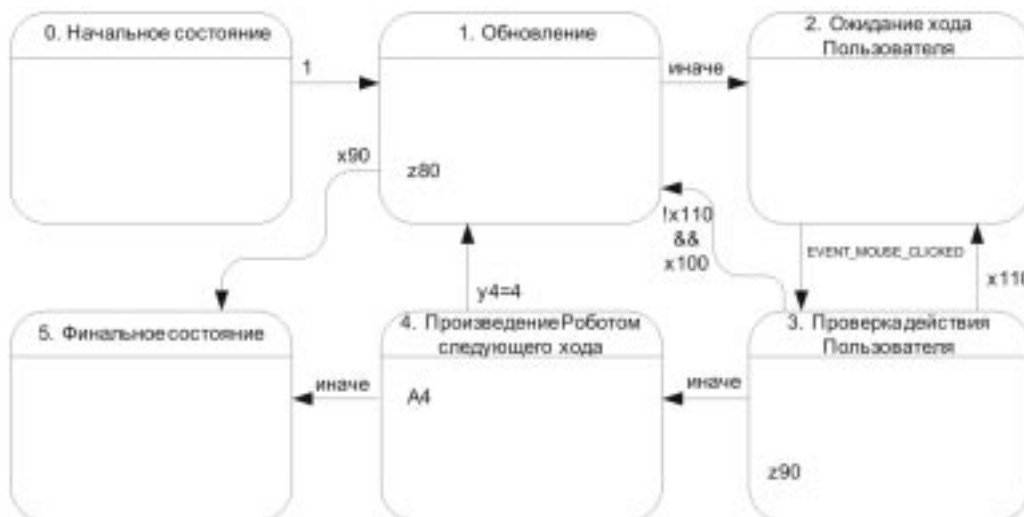 0. Начальное состояние
1. Обновление
2. Ожидание хода
Пользователя
1
иначе
x90
z80
!x110
&&
x100
EVENT_MOUSE_CLICKED
x110
y4=4
5. Финальное состояние
4. Произведение Роботом
следующего хода
3. Проверка действия
Пользователя
иначе
A4
иначе
z90